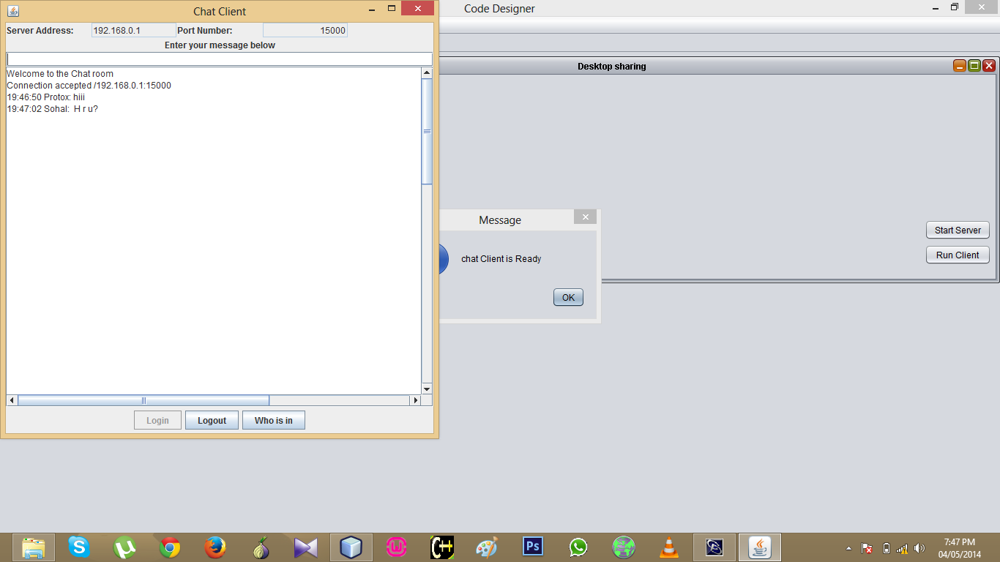 Chat Client
Code Designer
Server Address: 192.168.0.1 Port Number: 15000
Enter your message below
Welcome to the Chat room
Connection accepted /192.168.0.1:15000
19:46:50 Protox: hiii
19:47:02 Sohal:  H r u?
Login Logout Who is in
Desktop sharing
Start Server
Run Client
Message
chat Client is Ready
OK
S µ C++ Ps
7:47 PM
04/05/2014